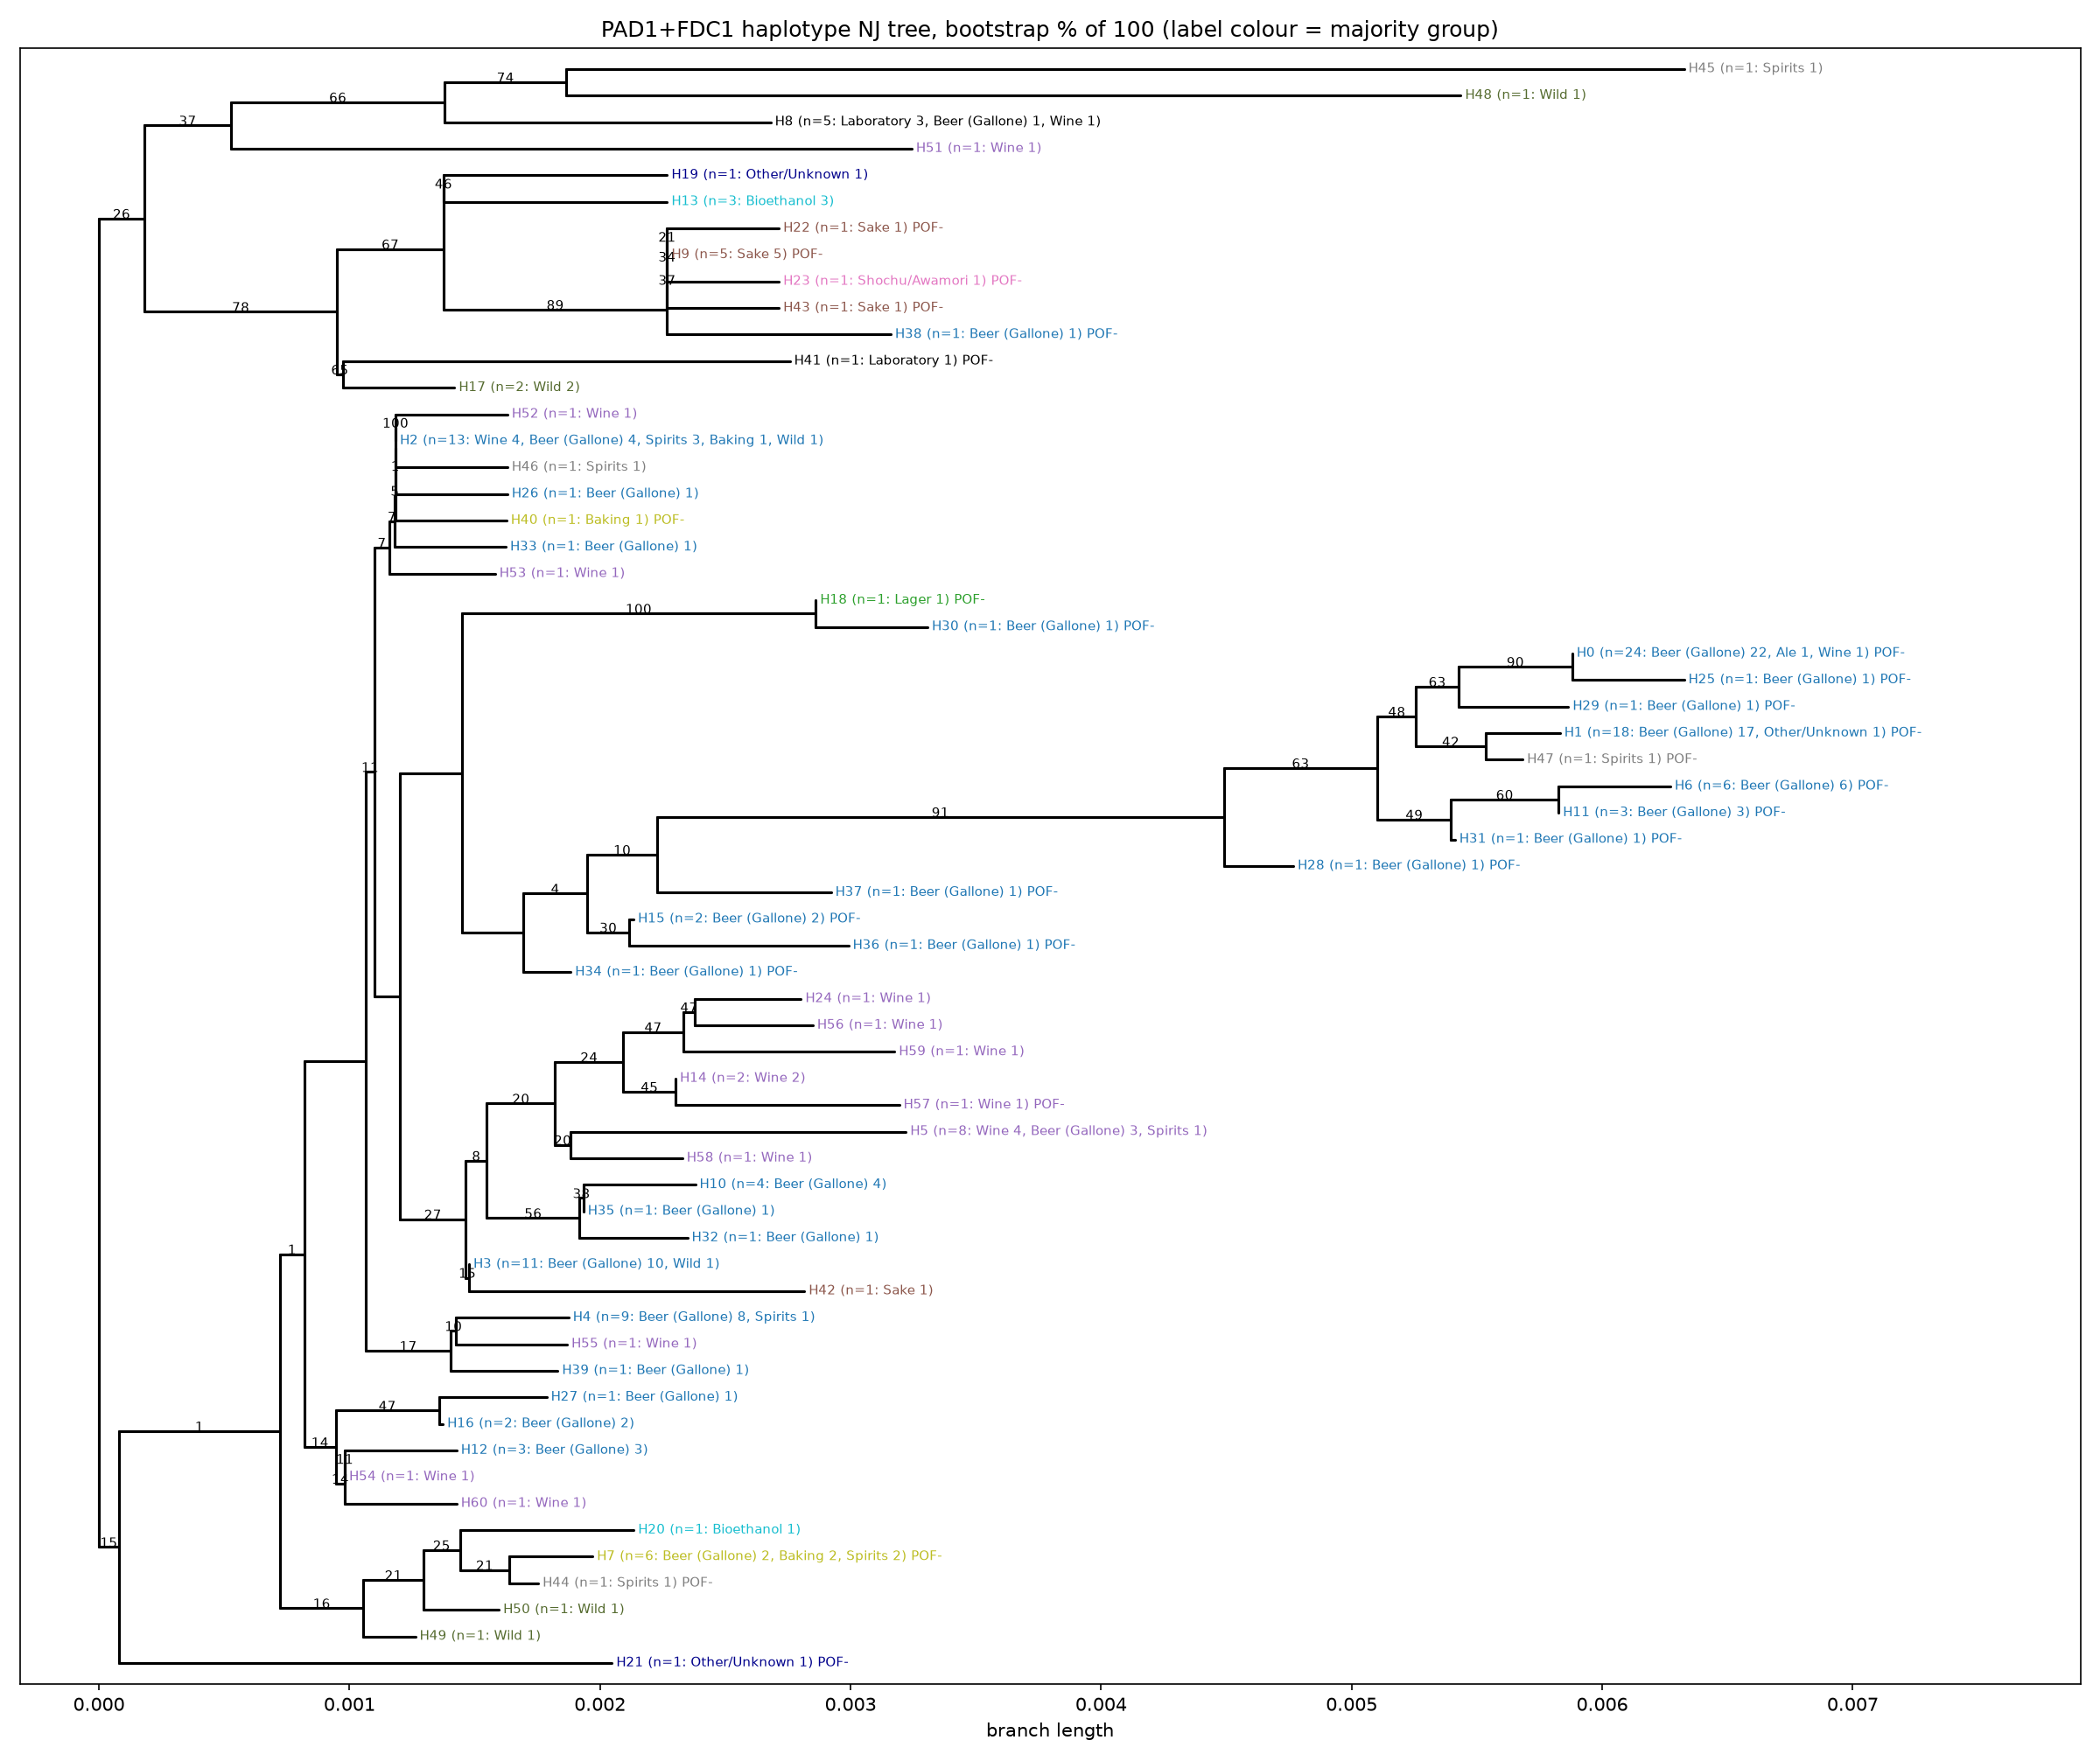 PAD1+FDC1 haplotype NJ tree, bootstrap % of 100 (label colour = majority group)
H45 (n=1: Spirits 1)
74
H48 (n=1: Wild 1)
66
H8 (n=5: Laboratory 3, Beer (Gallone) 1, Wine 1)
37
H51 (n=1: Wine 1)
H19 (n=1: Other/Unknown 1)
46
H13 (n=3: Bioethanol 3)
26
H22 (n=1: Sake 1) POF-
21
67
H9 (n=5: Sake 5) POF-
34
37
H23 (n=1: Shochu/Awamori 1) POF-
78
89
H43 (n=1: Sake 1) POF-
H38 (n=1: Beer (Gallone) 1) POF-
H41 (n=1: Laboratory 1) POF-
65
H17 (n=2: Wild 2)
H52 (n=1: Wine 1)
100
H2 (n=13: Wine 4, Beer (Gallone) 4, Spirits 3, Baking 1, Wild 1)
1
H46 (n=1: Spirits 1)
5
H26 (n=1: Beer (Gallone) 1)
7
H40 (n=1: Baking 1) POF-
7
H33 (n=1: Beer (Gallone) 1)
H53 (n=1: Wine 1)
H18 (n=1: Lager 1) POF-
100
H30 (n=1: Beer (Gallone) 1) POF-
H0 (n=24: Beer (Gallone) 22, Ale 1, Wine 1) POF-
90
H25 (n=1: Beer (Gallone) 1) POF-
63
H29 (n=1: Beer (Gallone) 1) POF-
48
H1 (n=18: Beer (Gallone) 17, Other/Unknown 1) POF-
42
H47 (n=1: Spirits 1) POF-
11
63
H6 (n=6: Beer (Gallone) 6) POF-
60
H11 (n=3: Beer (Gallone) 3) POF-
91
49
H31 (n=1: Beer (Gallone) 1) POF-
10
H28 (n=1: Beer (Gallone) 1) POF-
4
H37 (n=1: Beer (Gallone) 1) POF-
30
H15 (n=2: Beer (Gallone) 2) POF-
H36 (n=1: Beer (Gallone) 1) POF-
H34 (n=1: Beer (Gallone) 1) POF-
H24 (n=1: Wine 1)
47
H56 (n=1: Wine 1)
47
H59 (n=1: Wine 1)
24
H14 (n=2: Wine 2)
45
20
H57 (n=1: Wine 1) POF-
H5 (n=8: Wine 4, Beer (Gallone) 3, Spirits 1)
20
8
H58 (n=1: Wine 1)
H10 (n=4: Beer (Gallone) 4)
H35 (n=1: Beer (Gallone) 1)
27
56
H32 (n=1: Beer (Gallone) 1)
1
H3 (n=11: Beer (Gallone) 10, Wild 1)
H42 (n=1: Sake 1)
H4 (n=9: Beer (Gallone) 8, Spirits 1)
10
17
H55 (n=1: Wine 1)
H39 (n=1: Beer (Gallone) 1)
H27 (n=1: Beer (Gallone) 1)
47
H16 (n=2: Beer (Gallone) 2)
1
14
H12 (n=3: Beer (Gallone) 3)
11
14
H54 (n=1: Wine 1)
H60 (n=1: Wine 1)
H20 (n=1: Bioethanol 1)
15
25
H7 (n=6: Beer (Gallone) 2, Baking 2, Spirits 2) POF-
21
21
H44 (n=1: Spirits 1) POF-
16
H50 (n=1: Wild 1)
H49 (n=1: Wild 1)
H21 (n=1: Other/Unknown 1) POF-
0.000 0.001 0.002 0.003 0.004 0.005 0.006 0.007
branch length